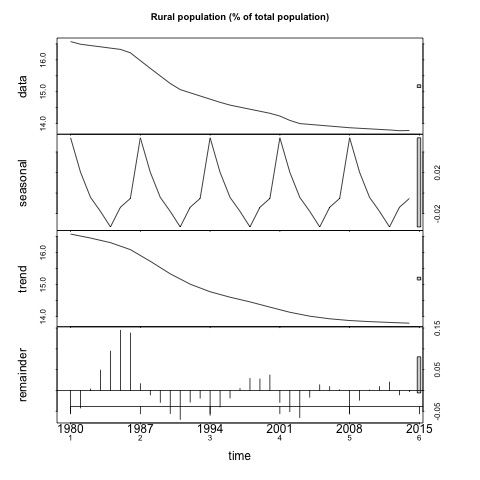 Rural population (% of total population)
data
16.0
15.0
14.0
seasonal
0.02
-0.02
trend
16.0
15.0
14.0
remainder
0.15
0.05
-0.05
1980 1987 1994 2001 2008 2015
1 2 3 4 5 6
time